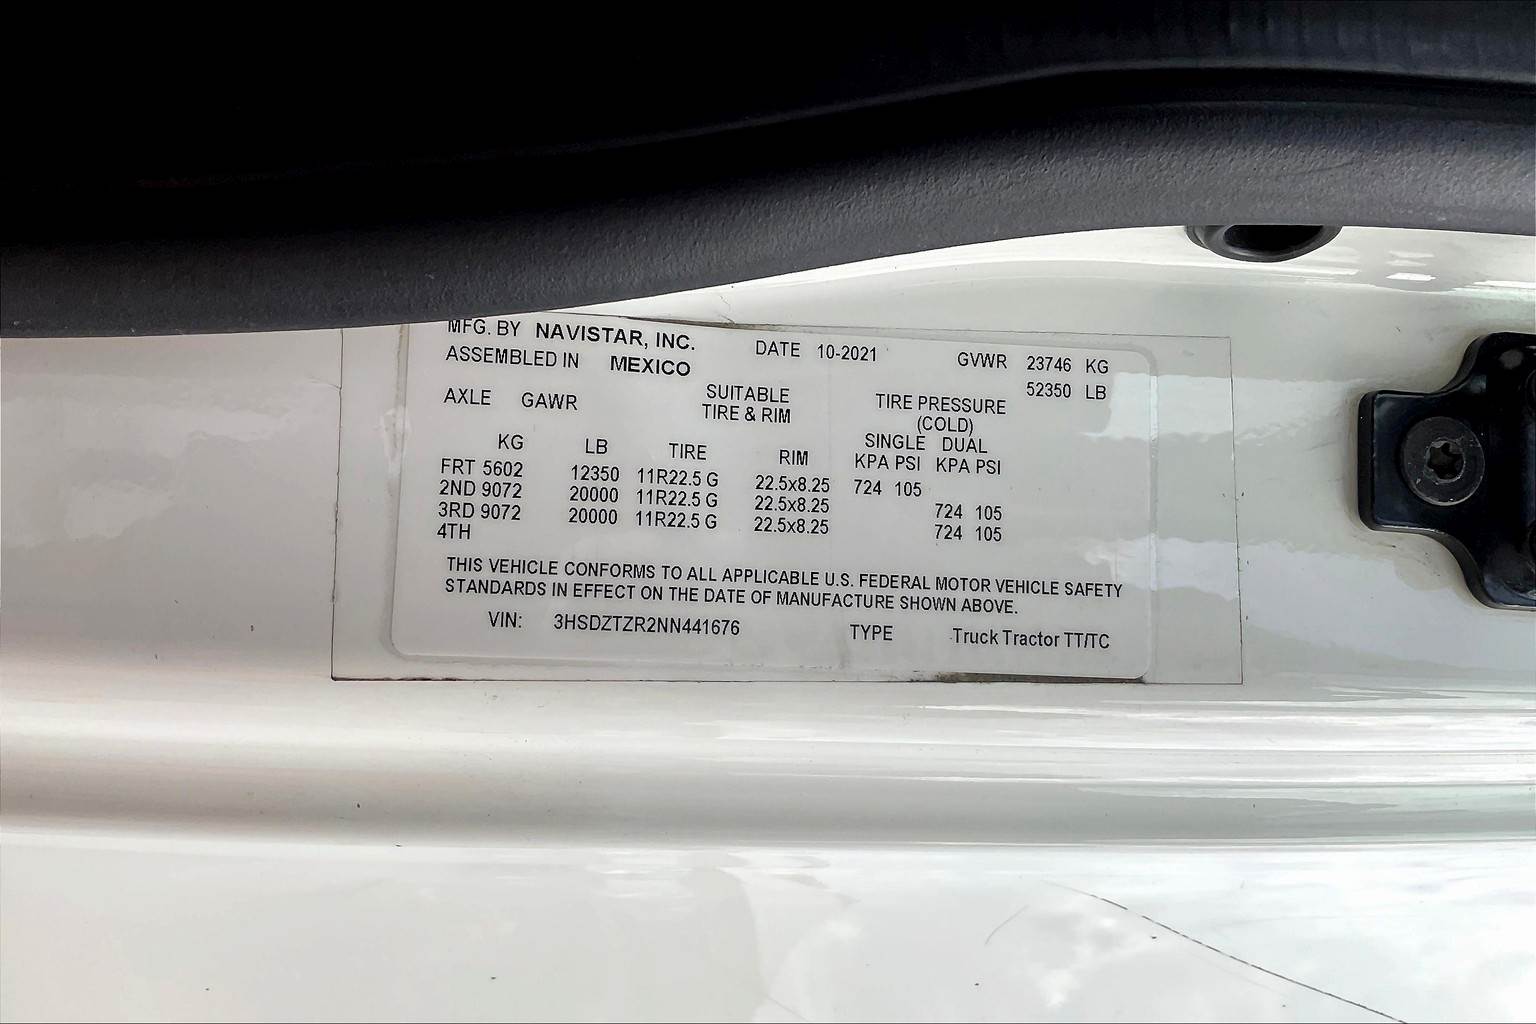 MFG. BY NAVISTAR, INC. DATE 10-2021 GVWR 23746 KG
ASSEMBLED IN MEXICO 52350 LB
AXLE GAWR SUITABLE TIRE PRESSURE
TIRE & RIM (COLD)
SINGLE DUAL
KG LB TIRE RIM KPA PSI KPA PSI
FRT 5602 12350 11R22.5 G 22.5x8.25 724 105
2ND 9072 20000 11R22.5 G 22.5x8.25 724 105
3RD 9072 20000 11R22.5 G 22.5x8.25 724 105
4TH
THIS VEHICLE CONFORMS TO ALL APPLICABLE U.S. FEDERAL MOTOR VEHICLE SAFETY
STANDARDS IN EFFECT ON THE DATE OF MANUFACTURE SHOWN ABOVE.
VIN: 3HSDZTZR2NN441676 TYPE Truck Tractor TT/TC